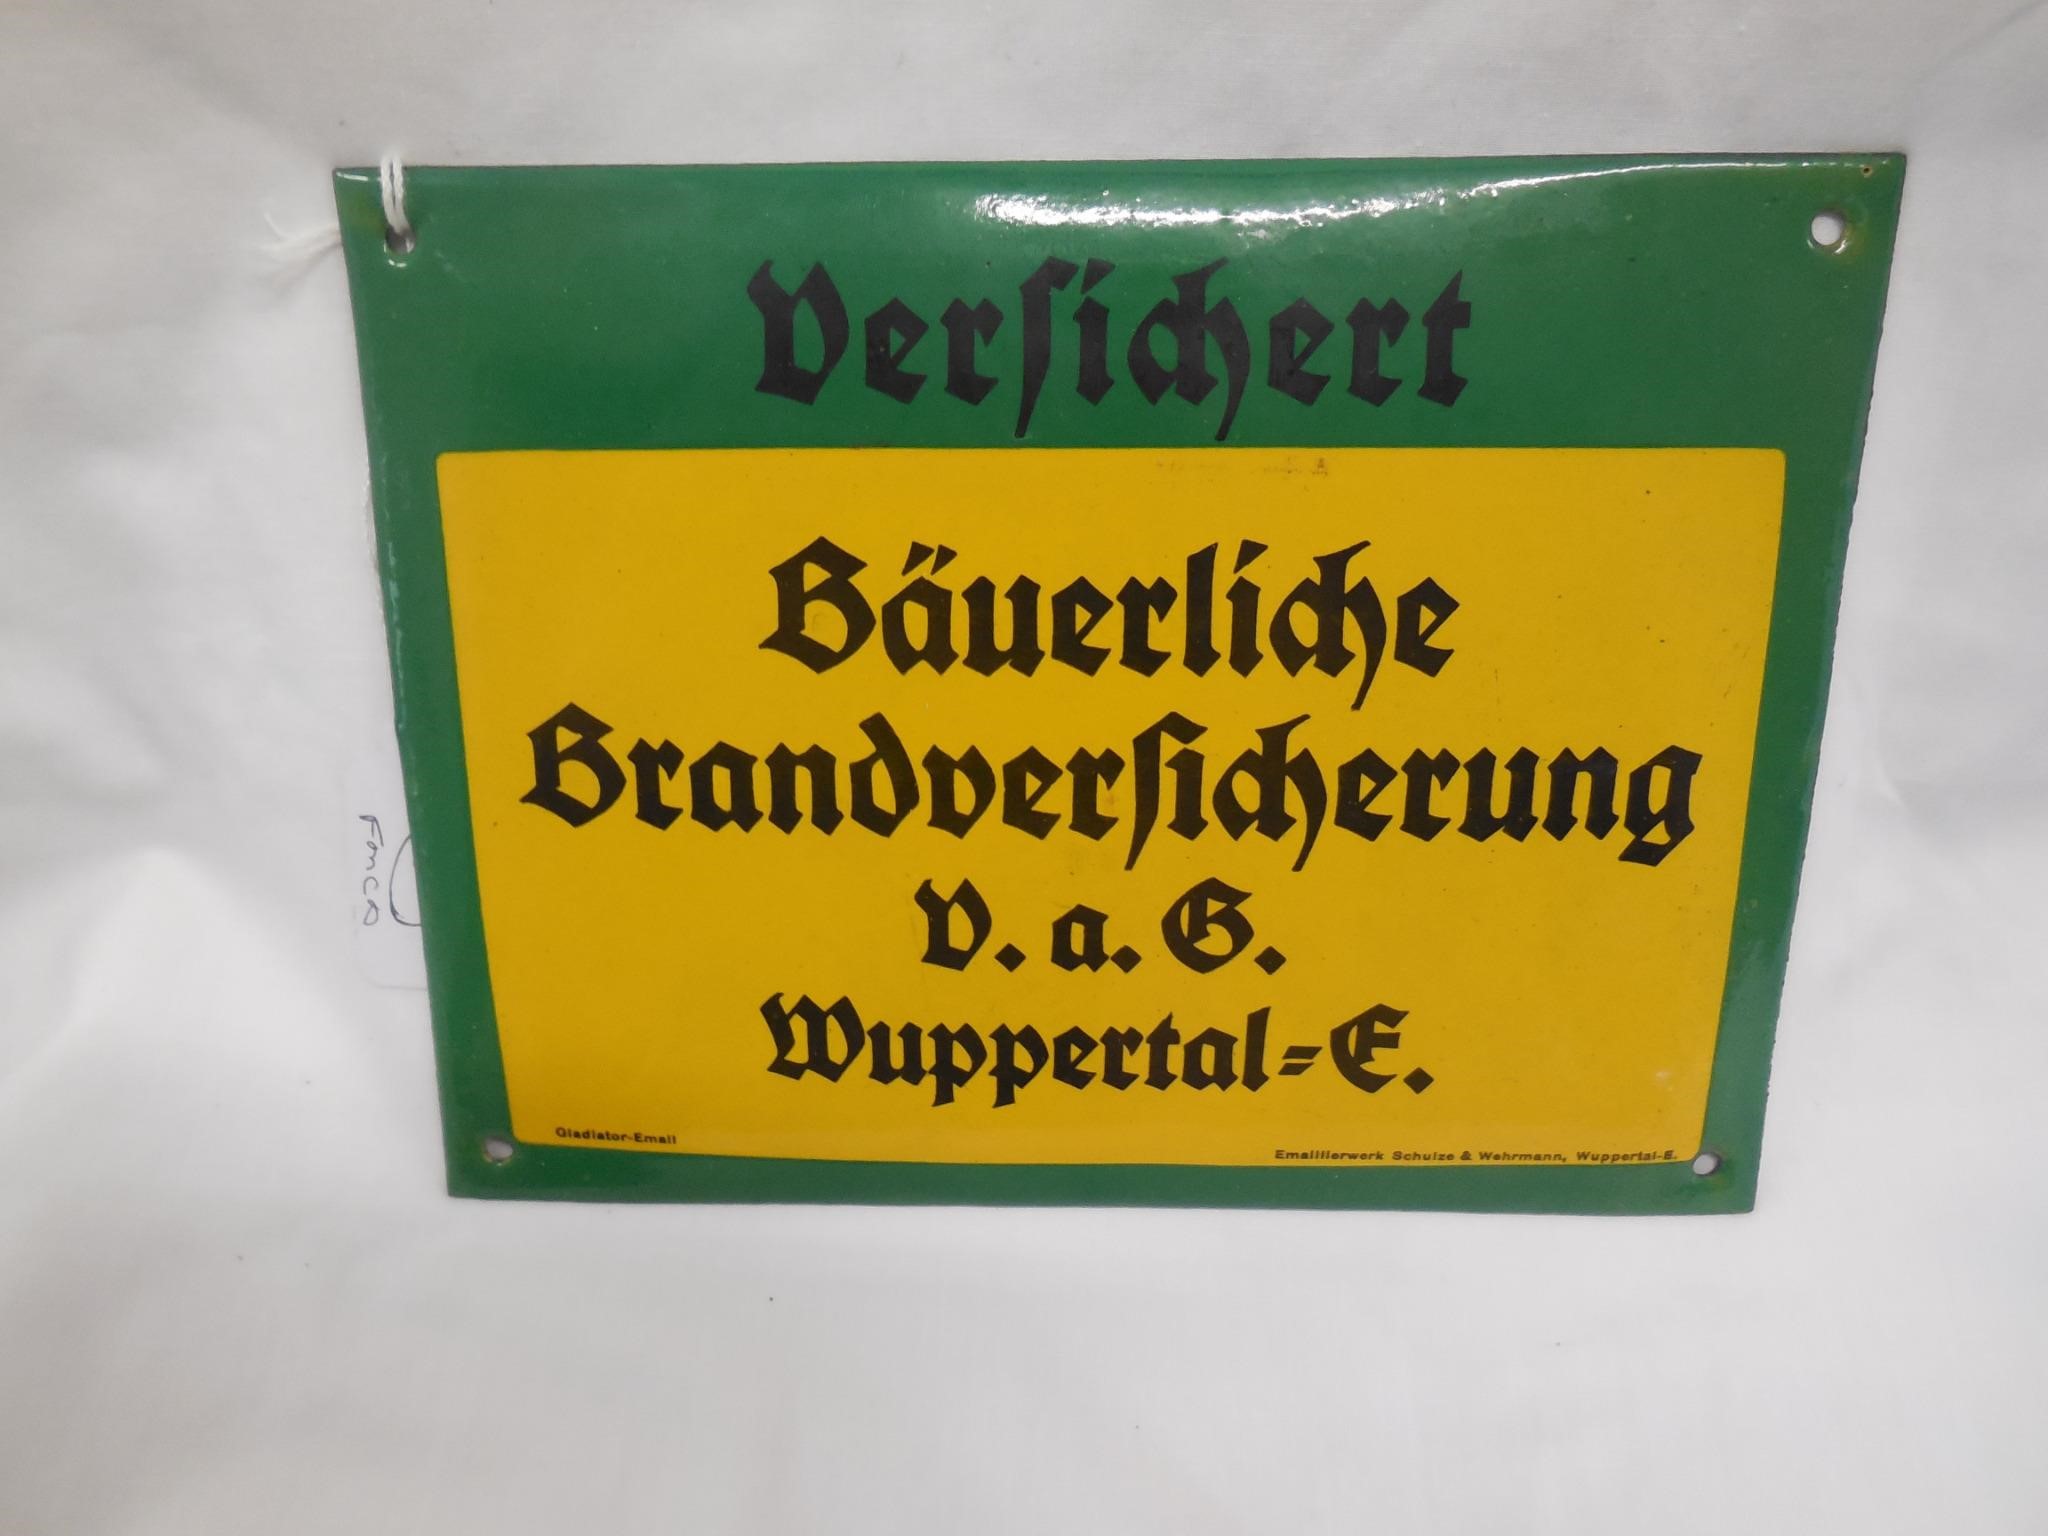 Versichert
Bäuerliche
Brandversicherung
V. a. G.
Wuppertal-E.
Gladiator-Email
Emaillierwerk Schulze & Wehrmann, Wuppertal-E.